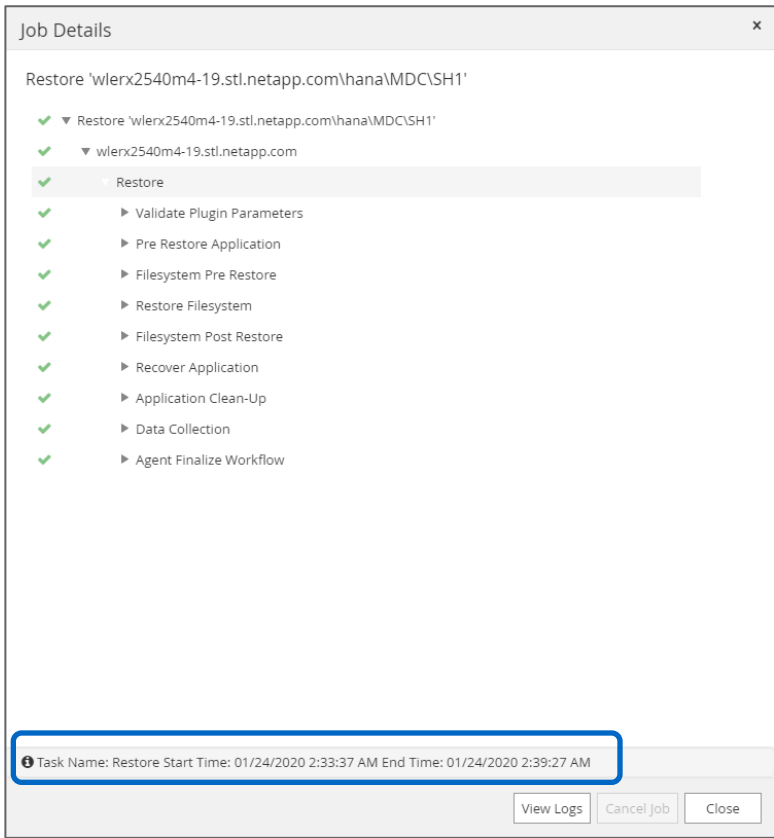 Job Details
x
Restore 'wlerx2540m4-19.stl.netapp.com\hana\MDC\SH1'
Restore 'wlerx2540m4-19.stl.netapp.com\hana\MDC\SH1'
wlerx2540m4-19.stl.netapp.com
Restore
Validate Plugin Parameters
Pre Restore Application
Filesystem Pre Restore
Restore Filesystem
Filesystem Post Restore
Recover Application
Application Clean-Up
Data Collection
Agent Finalize Workflow
Task Name: Restore Start Time: 01/24/2020 2:33:37 AM End Time: 01/24/2020 2:39:27 AM
View Logs Cancel Job Close